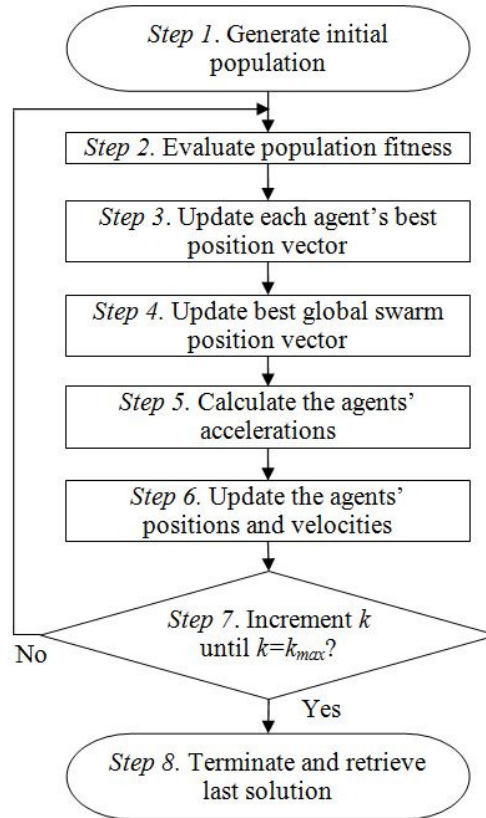 Step 1. Generate initial
population
Step 2. Evaluate population fitness
Step 3. Update each agent's best
position vector
Step 4. Update best global swarm
position vector
Step 5. Calculate the agents'
accelerations
Step 6. Update the agents'
positions and velocities
Step 7. Increment k
until k=kmax?
No
Yes
Step 8. Terminate and retrieve
last solution